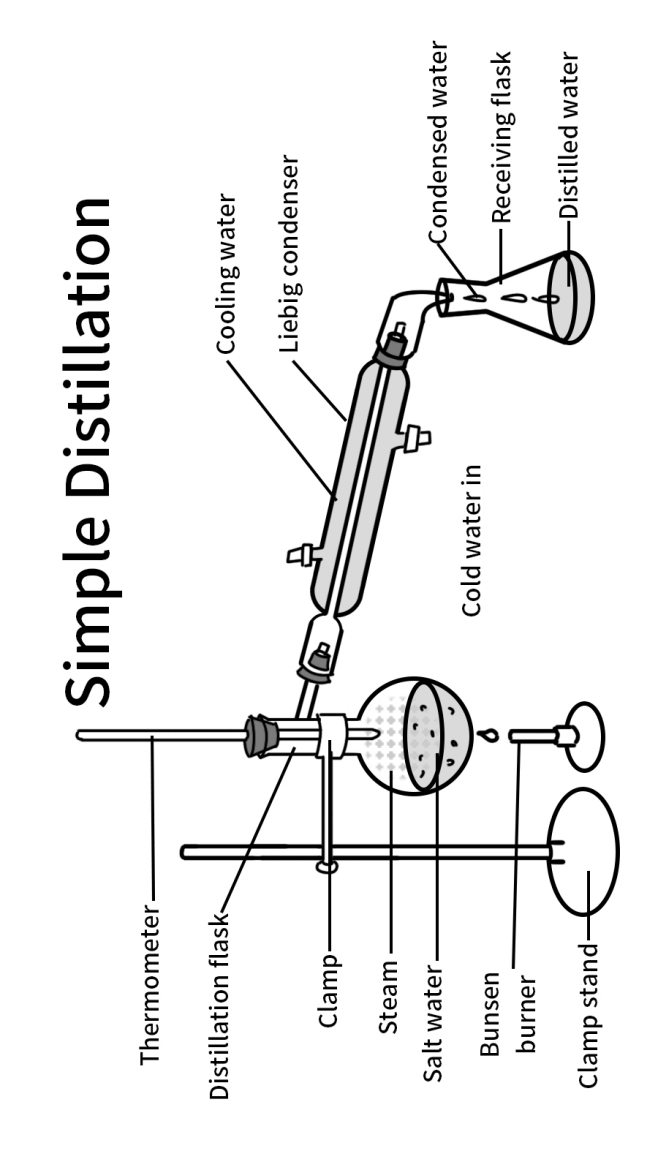 Simple Distillation
Thermometer
Distillation flask
Clamp
Steam
Salt water
Bunsen
burner
Clamp stand
Cooling water
Liebig condenser
Cold water in
Condensed water
Receiving flask
Distilled water